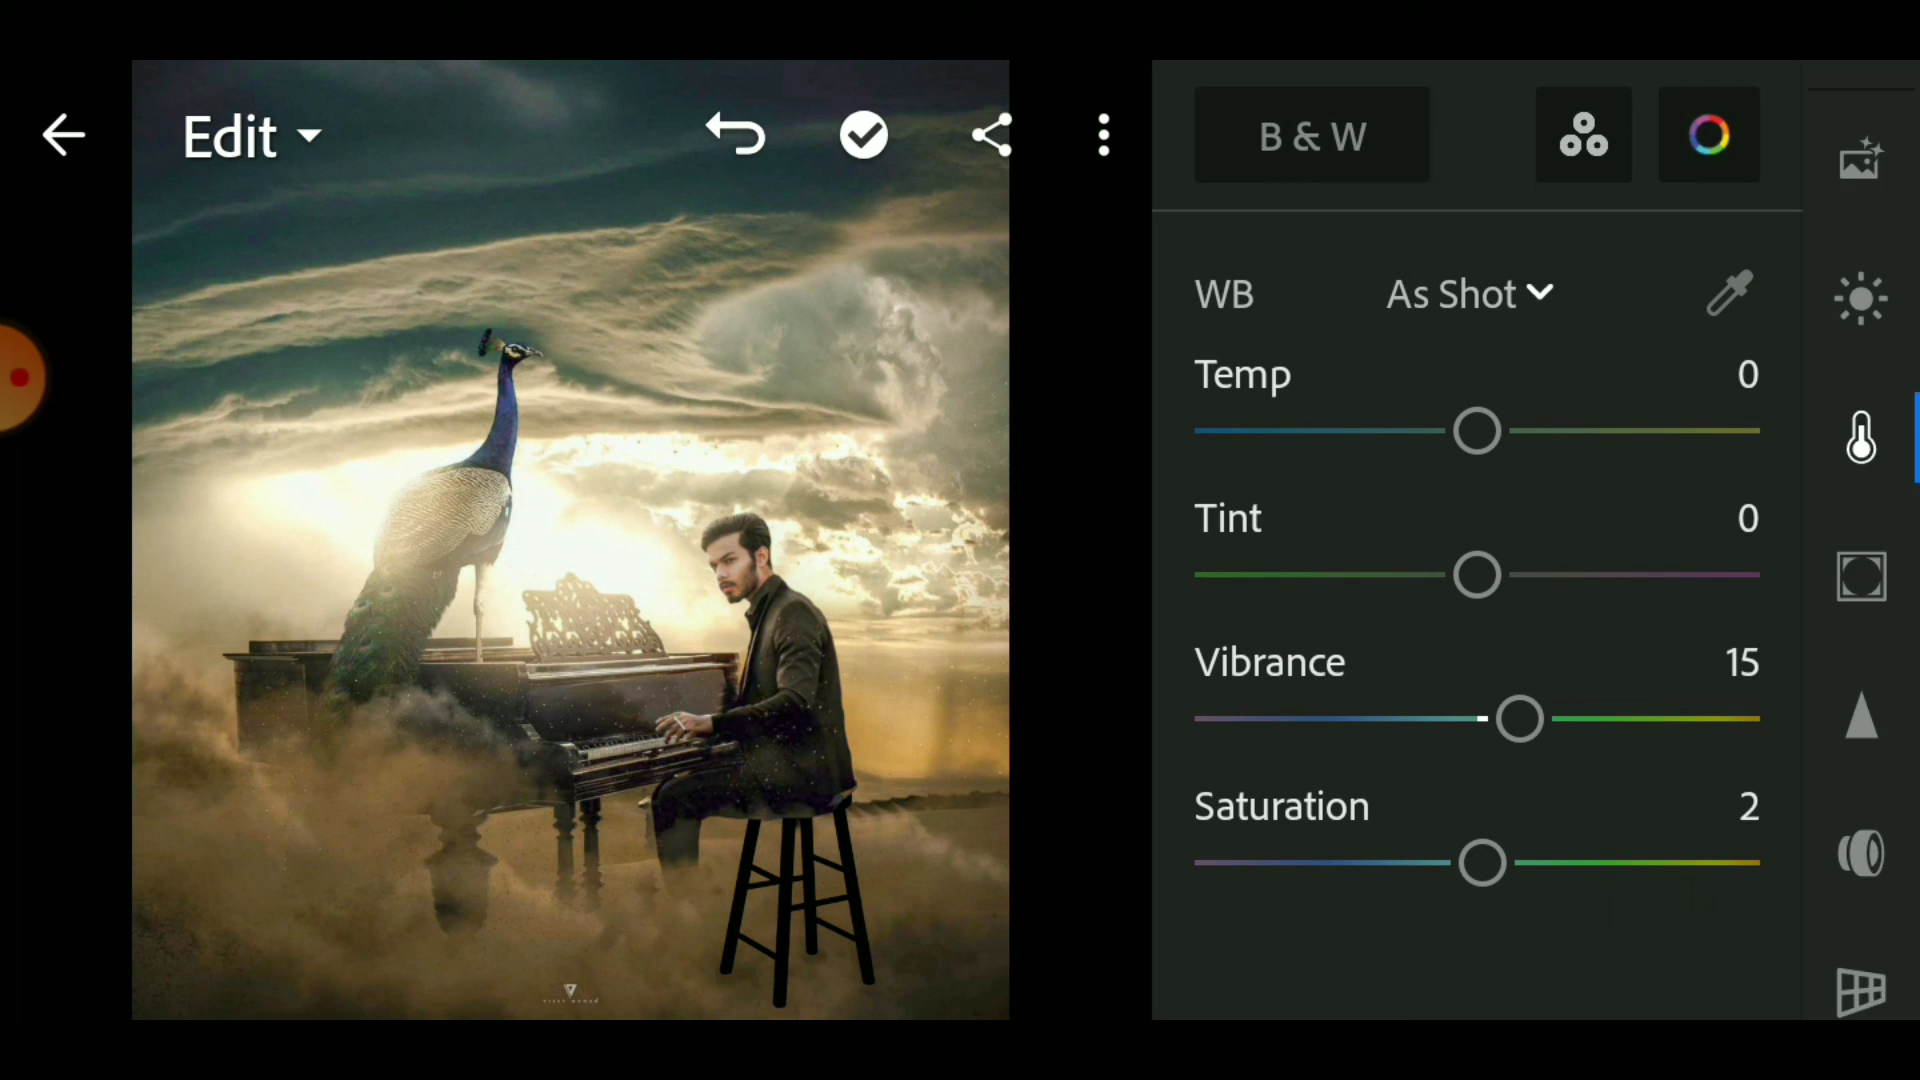 Edit
B & W
WB
As Shot
Temp
0
Tint
0
Vibrance
15
Saturation
2